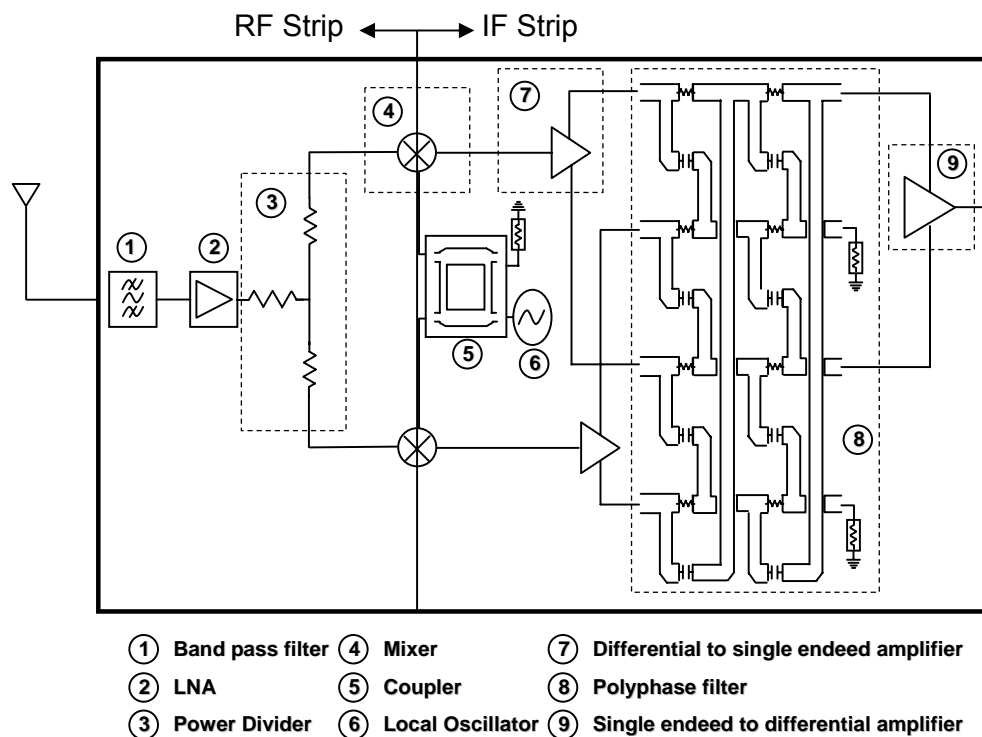 RF Strip IF Strip
7
4
9
3
1
2
5
6
8
1 Band pass filter 4 Mixer 7 Differential to single endeed amplifier
2 LNA 5 Coupler 8 Polyphase filter
3 Power Divider 6 Local Oscillator 9 Single endeed to differential amplifier